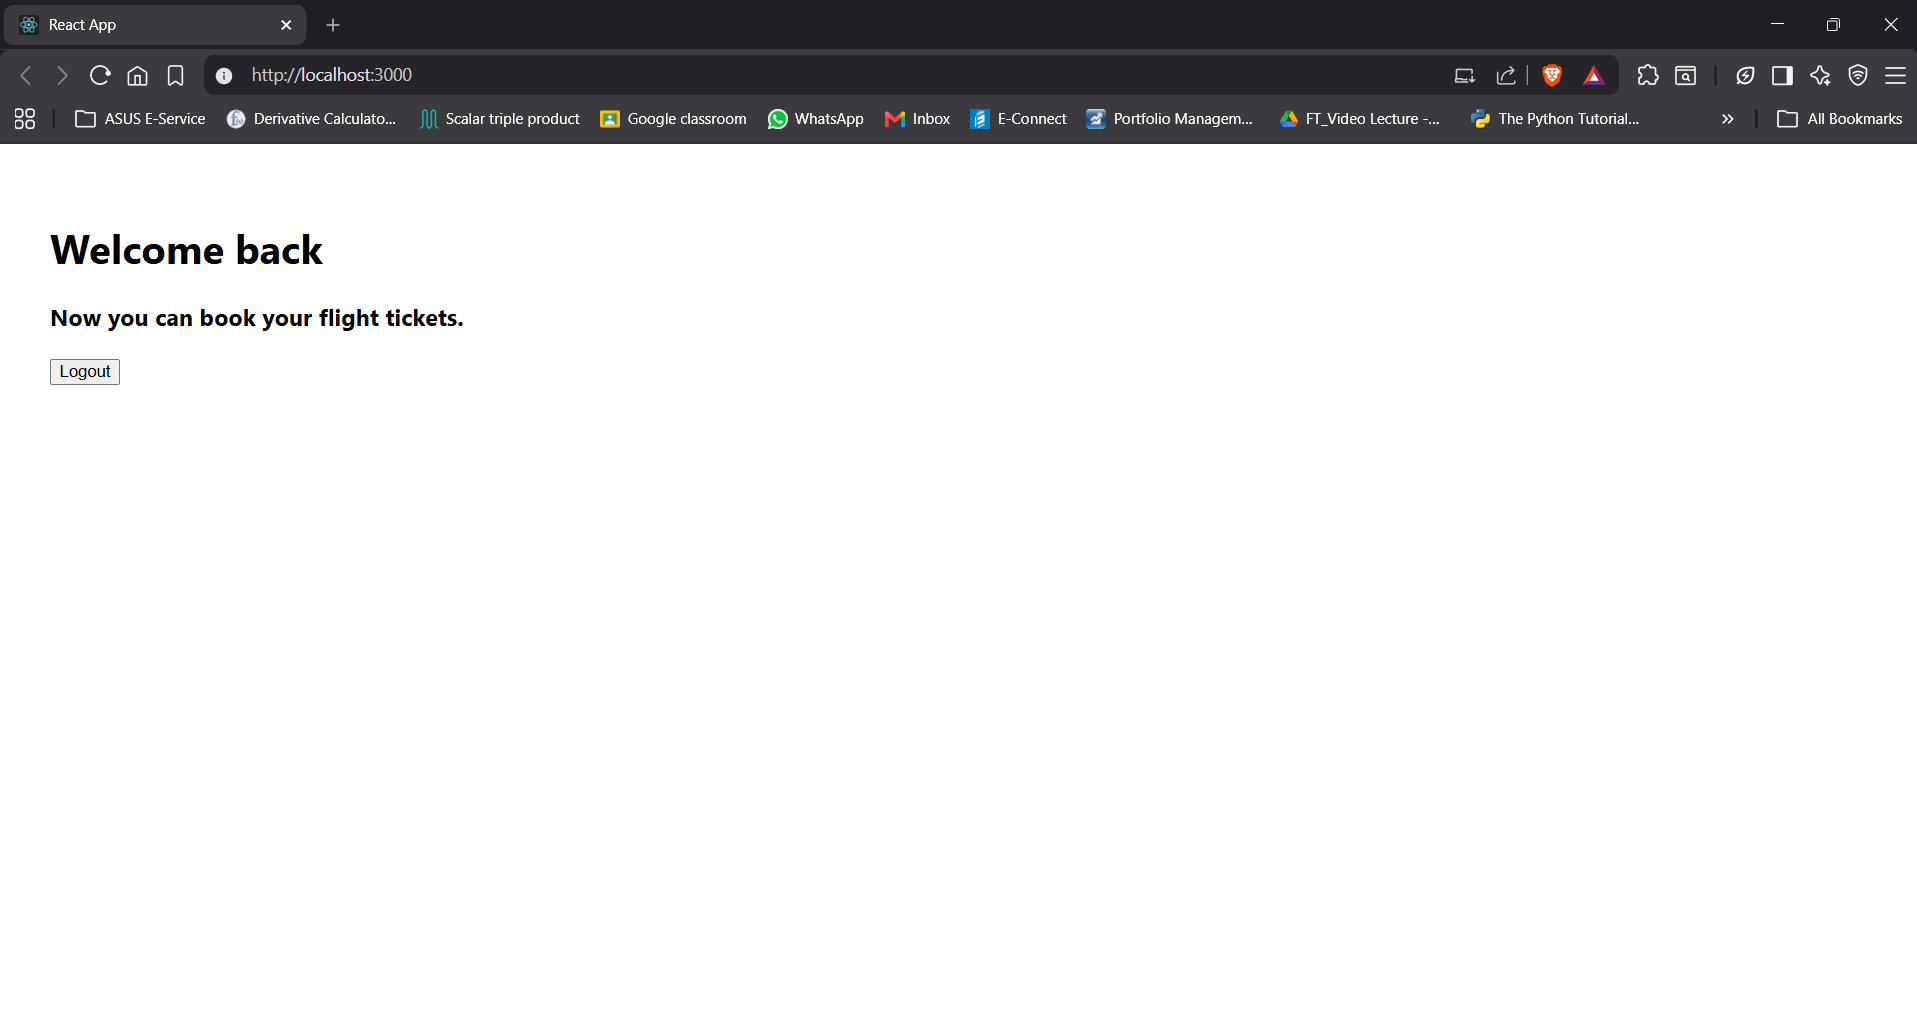 React App
http://localhost:3000
ASUS E-Service
Derivative Calculato...
Scalar triple product
Google classroom
WhatsApp
Inbox
E-Connect
Portfolio Managem...
FT_Video Lecture -...
The Python Tutorial...
All Bookmarks
Welcome back
Now you can book your flight tickets.
Logout